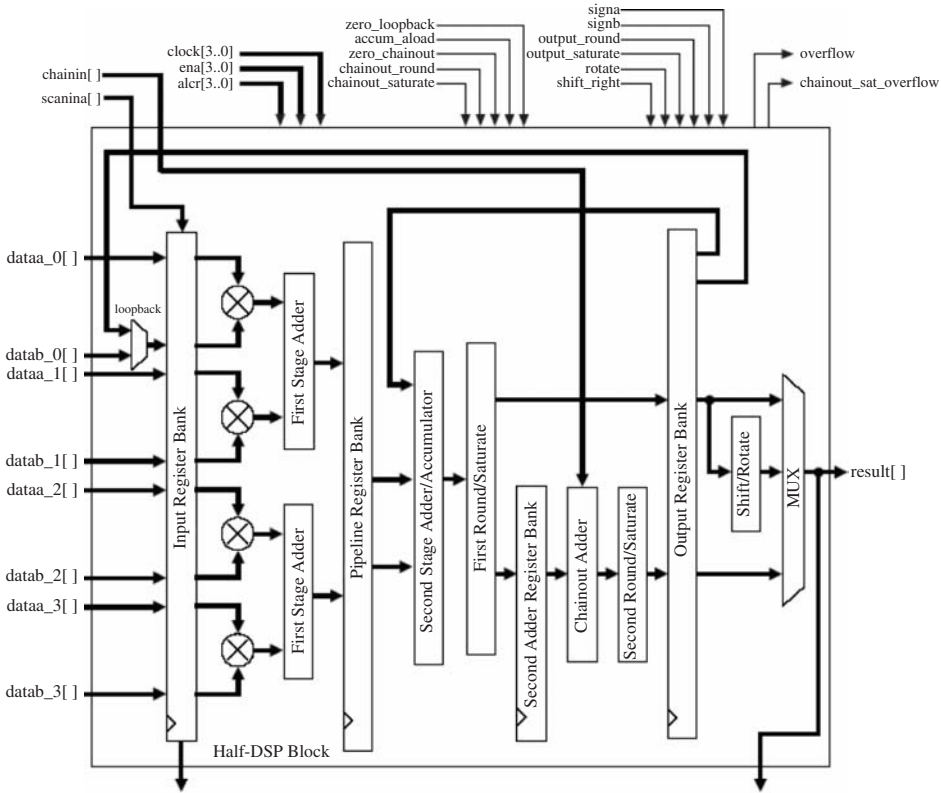 signa
signb
output_round
output_saturate
rotate
shift_right
zero_loopback
accum_aload
zero_chainout
chainout_round
chainout_saturate
clock[3..0]
ena[3..0]
alcr[3..0]
chainin[ ]
scanina[ ]
overflow
chainout_sat_overflow
dataa_0[ ]
loopback
datab_0[ ]
dataa_1[ ]
datab_1[ ]
dataa_2[ ]
datab_2[ ]
dataa_3[ ]
datab_3[ ]
Input Register Bank
First Stage Adder
First Stage Adder
Pipeline Register Bank
Second Stage Adder/Accumulator
First Round/Saturate
Second Adder Register Bank
Chainout Adder
Second Round/Saturate
Output Register Bank
Shift/Rotate
MUX
result[ ]
Half-DSP Block